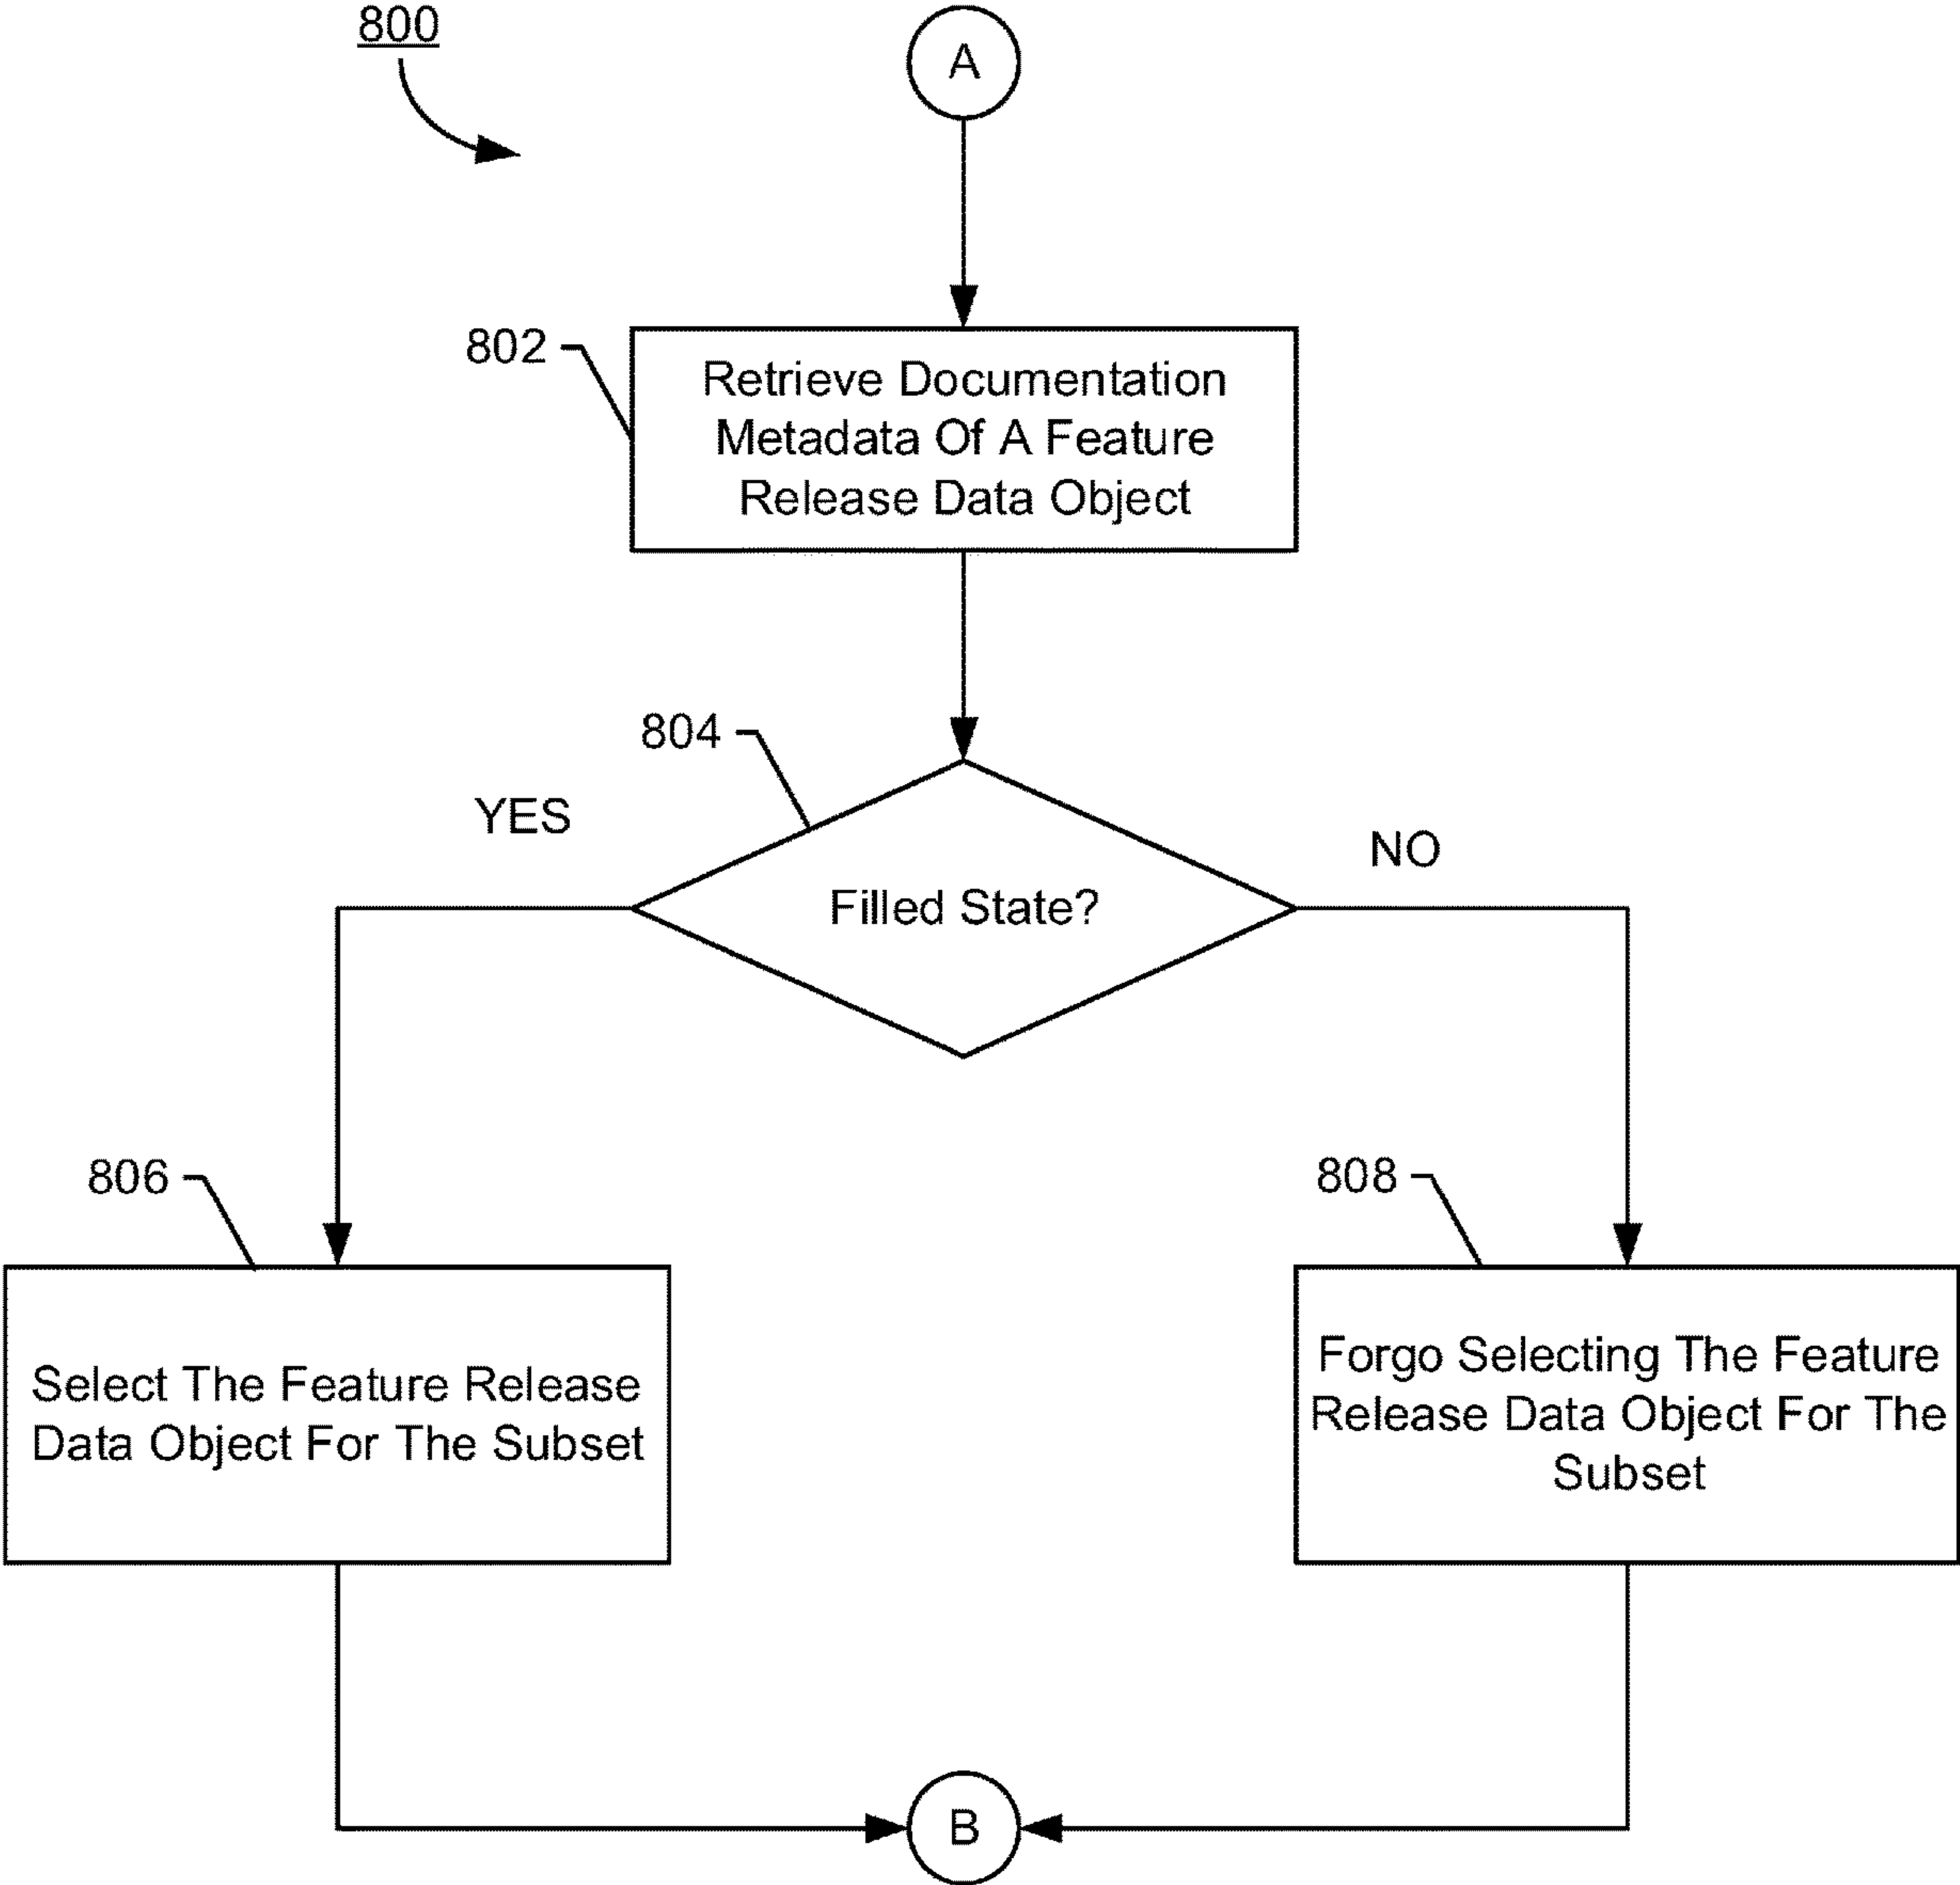 800
A
802
Retrieve Documentation
Metadata Of A Feature
Release Data Object
804
YES
NO
Filled State?
806
808
Select The Feature Release
Data Object For The Subset
Forgo Selecting The Feature
Release Data Object For The
Subset
B